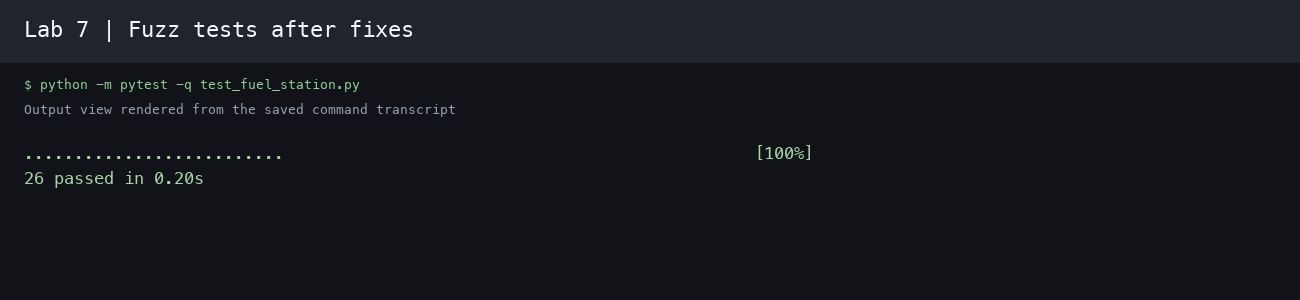 Lab 7 | Fuzz tests after fixes
$ python -m pytest -q test_fuel_station.py
Output view rendered from the saved command transcript
.......................... [100%]
26 passed in 0.20s